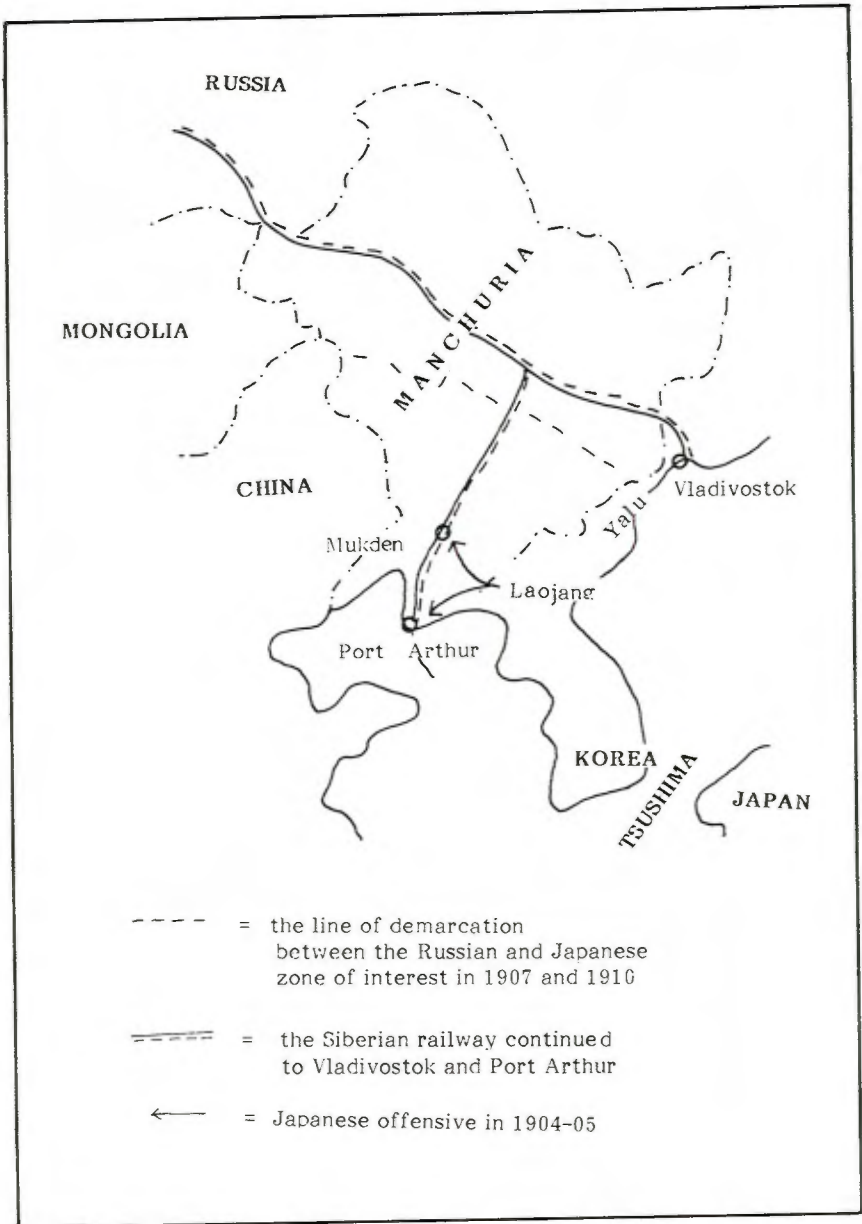 RUSSIA
MANCHURIA
MONGOLIA
CHINA
Vladivostok
Yalu
Mukden
Laojang
Port Arthur
KOREA
TSUSHIMA
JAPAN
= the line of demarcation
between the Russian and Japanese
zone of interest in 1907 and 1910
= the Siberian railway continued
to Vladivostok and Port Arthur
= Japanese offensive in 1904-05